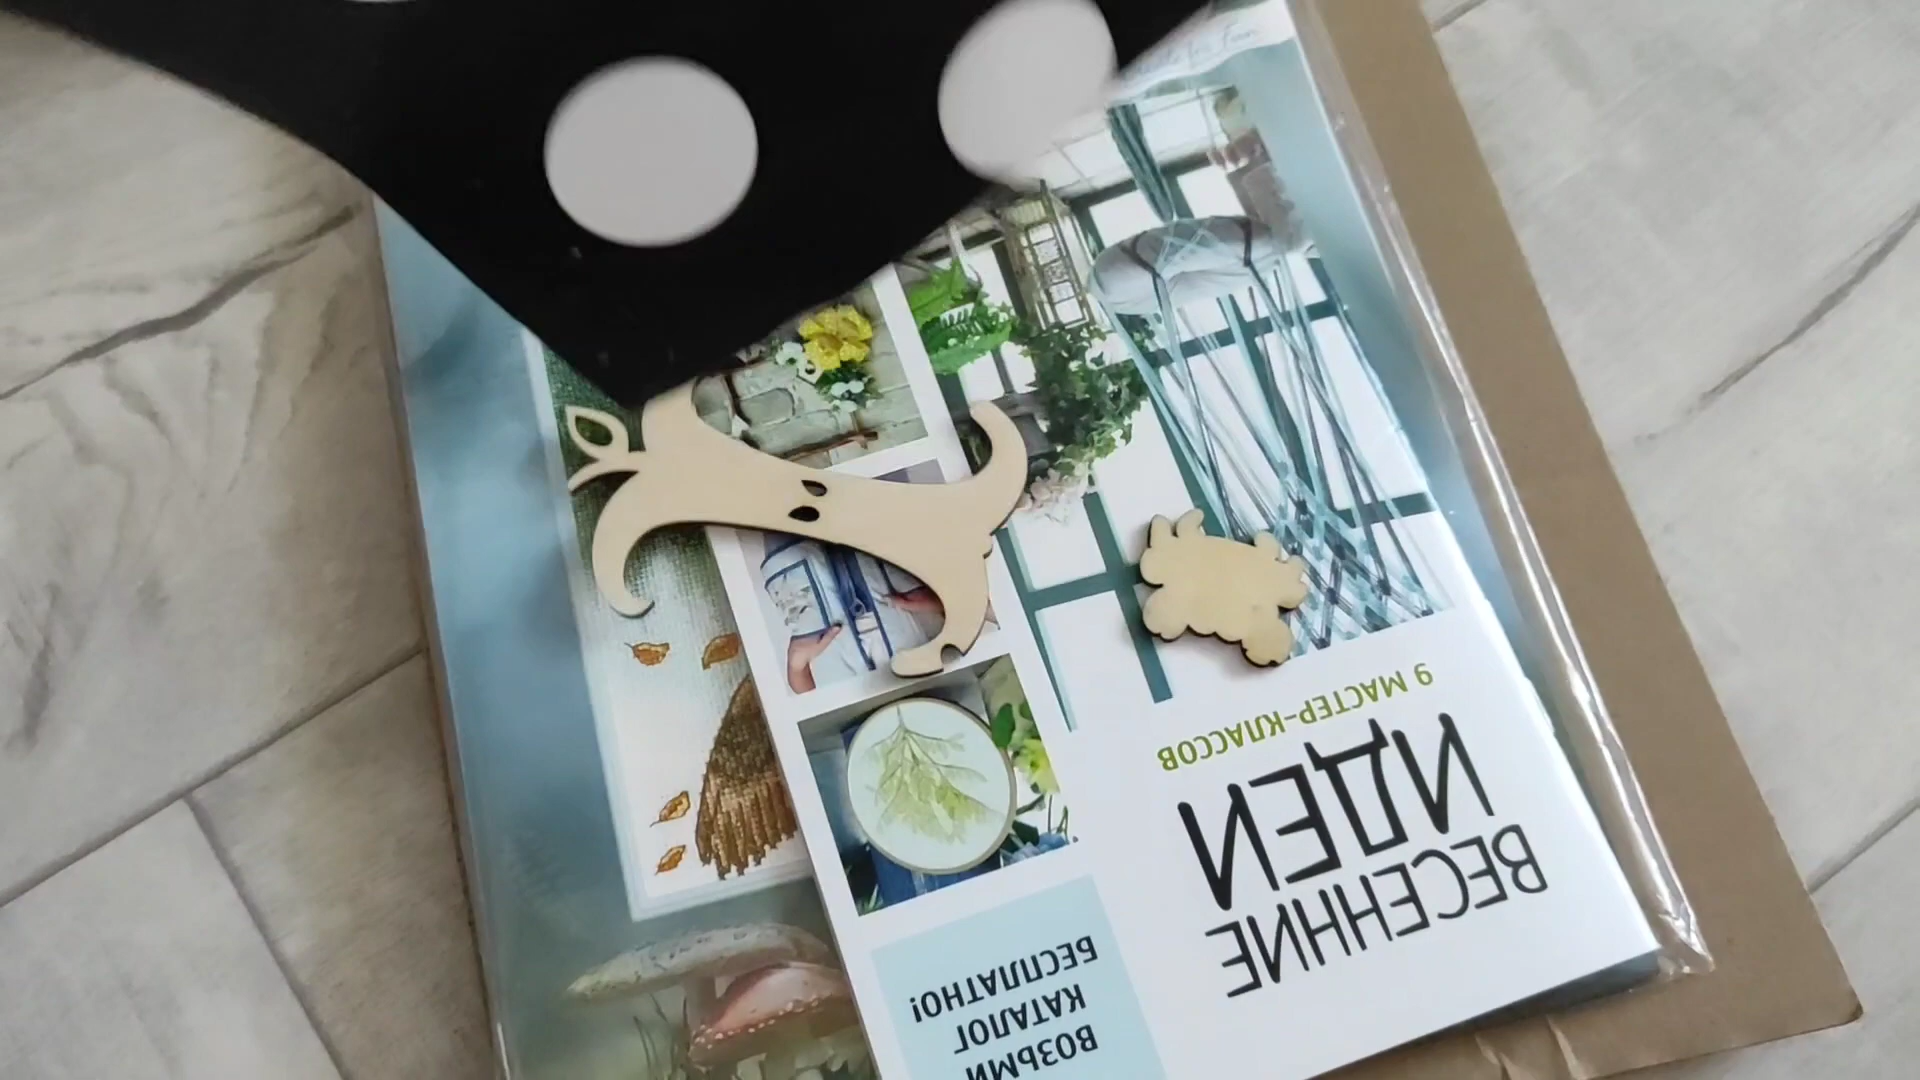 ВЕСЕННИЕ
ИДЕИ
9 МАСТЕР-КЛАССОВ
ВОЗЬМИ
КАТАЛОГ
БЕСПЛАТНО!